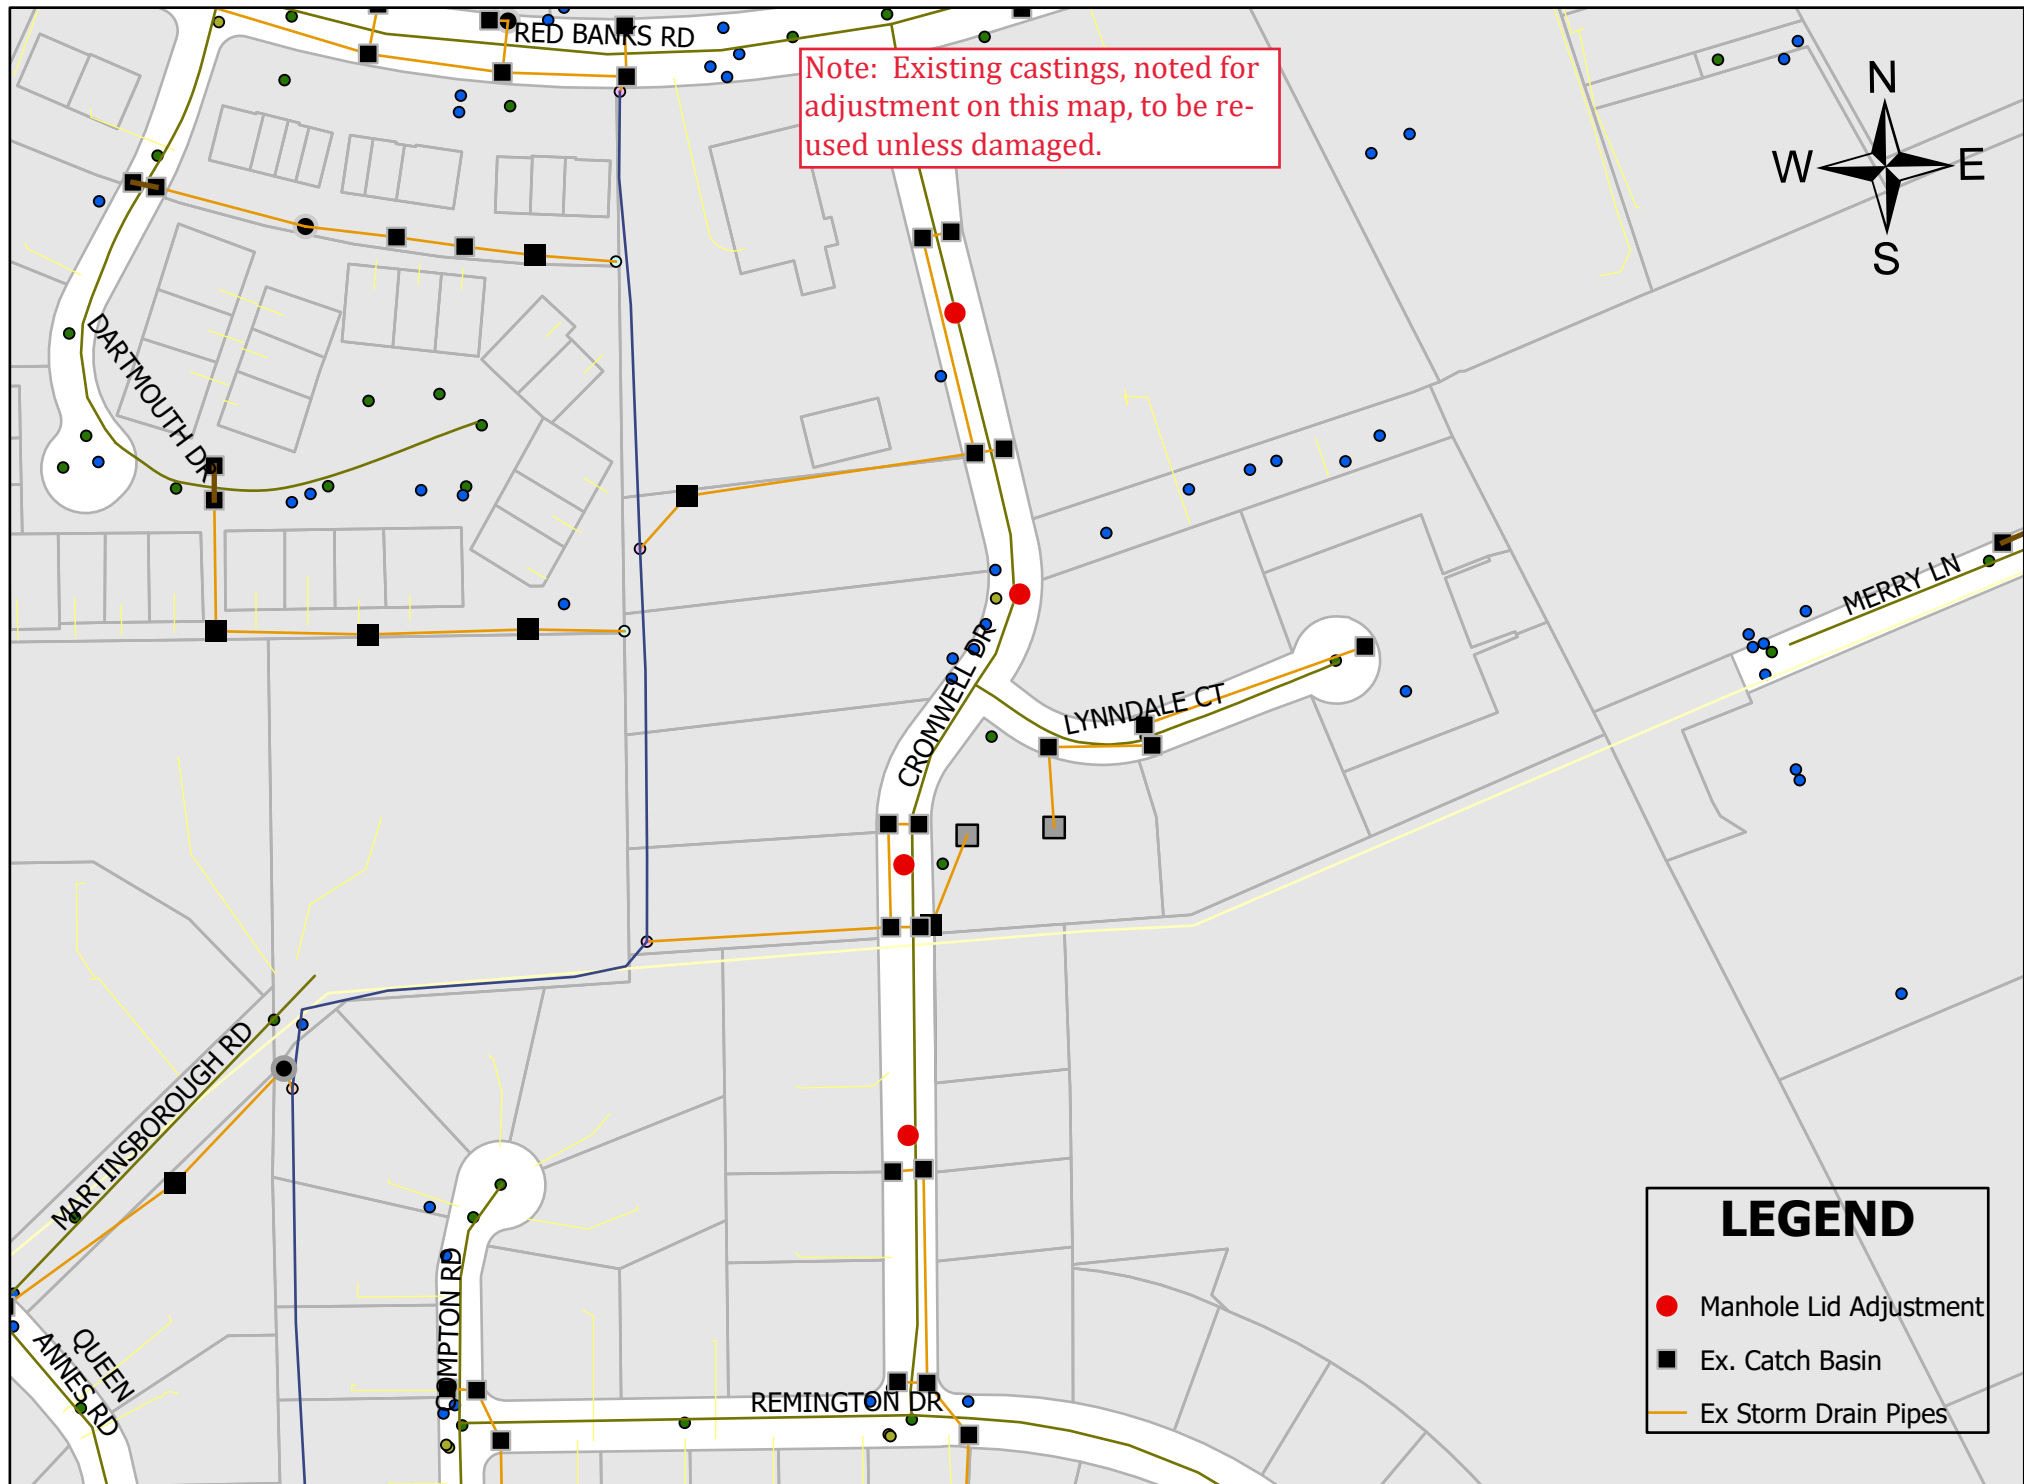 RED BANKS RD
Note:  Existing castings, noted for
adjustment on this map, to be re-
used unless damaged.
N
W
E
S
DARTMOUTH DR
MERRY LN
CROMWELL DR
LYNNDALE CT
MARTINSBOROUGH RD
COMPTON RD
QUEEN
ANNES RD
REMINGTON DR
LEGEND
Manhole Lid Adjustment
Ex. Catch Basin
Ex Storm Drain Pipes